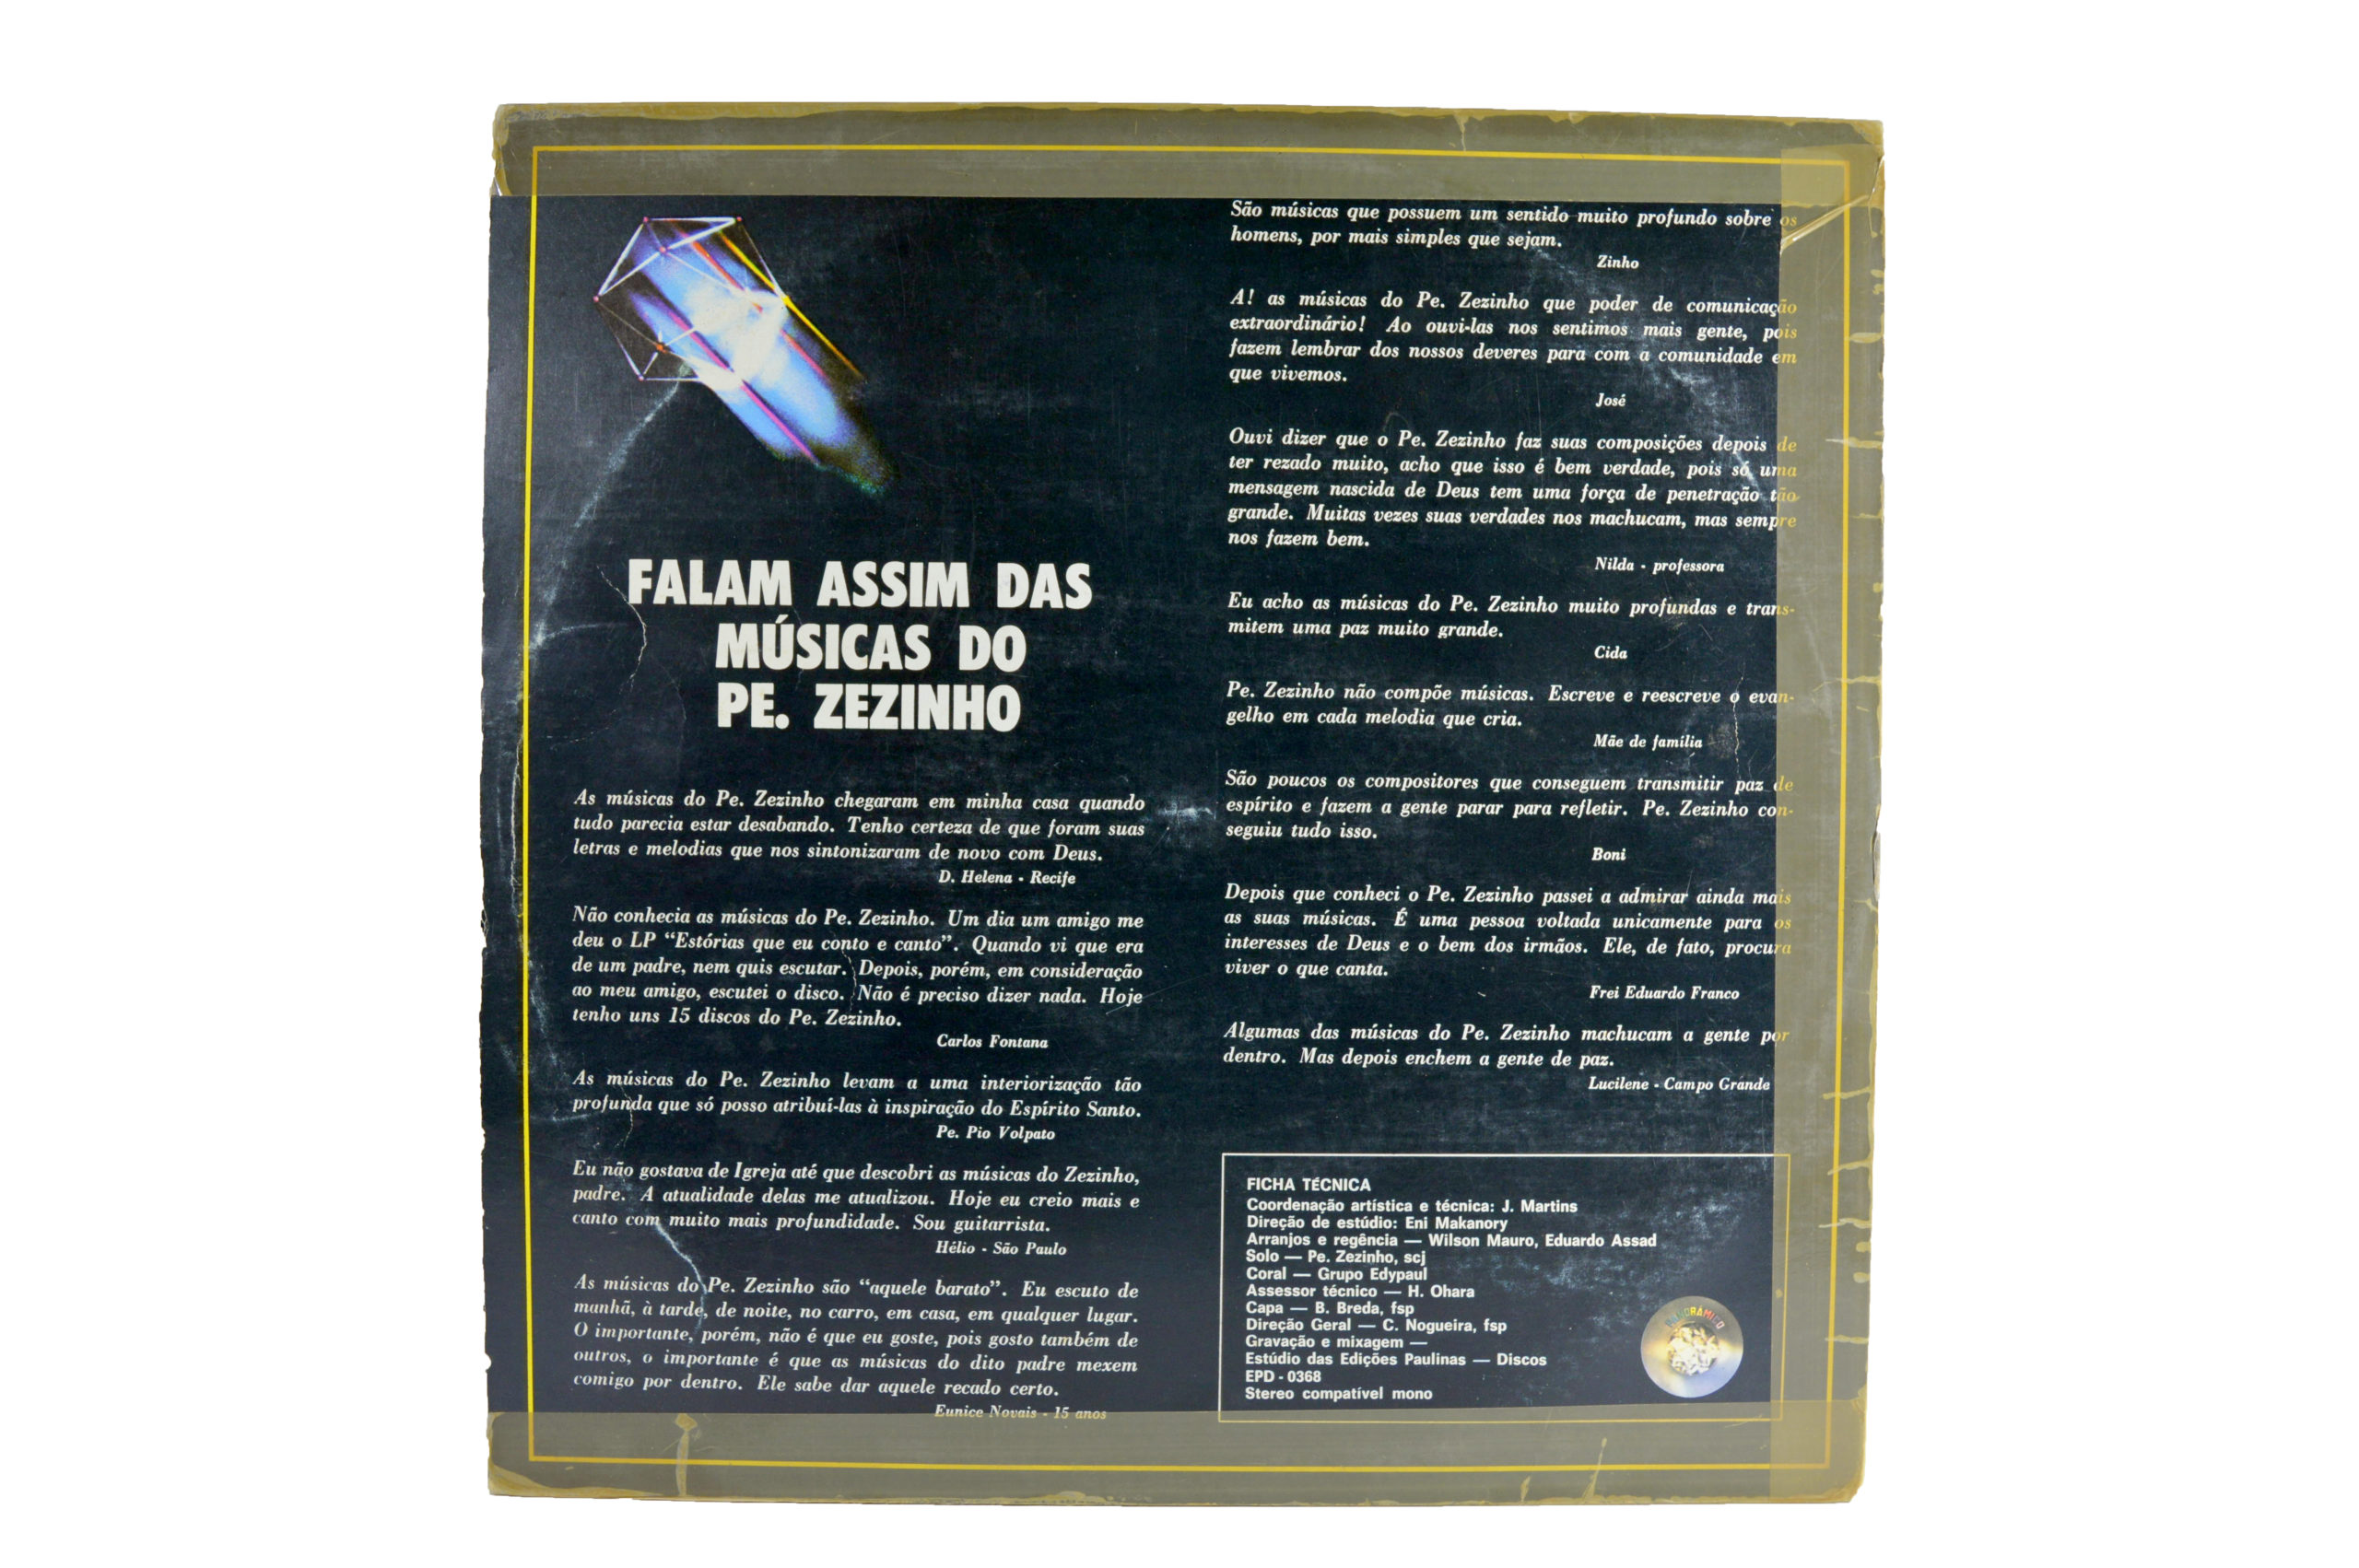 FALAM ASSIM DAS
MÚSICAS DO
PE. ZEZINHO
As músicas do Pe. Zezinho chegaram em minha casa quando
tudo parecia estar desabando. Tenho certeza de que foram suas
letras e melodias que nos sintonizaram de novo com Deus.
D. Helena - Recife
Não conhecia as músicas do Pe. Zezinho. Um dia um amigo me
deu o LP “Estórias que eu conto e canto”. Quando vi que era
de um padre, nem quis escutar. Depois, porém, em consideração
ao meu amigo, escutei o disco. Não é preciso dizer nada. Hoje
tenho uns 15 discos do Pe. Zezinho.
Carlos Fontana
As músicas do Pe. Zezinho levam a uma interiorização tão
profunda que só posso atribuí-las à inspiração do Espírito Santo.
Pe. Pio Volpato
Eu não gostava de Igreja até que descobri as músicas do Zezinho,
padre. A atualidade delas me atualizou. Hoje eu creio mais e
canto com muito mais profundidade. Sou guitarrista.
Hélio - São Paulo
As músicas do Pe. Zezinho são “aquele barato”. Eu escuto de
manhã, à tarde, de noite, no carro, em casa, em qualquer lugar.
O importante, porém, não é que eu goste, pois gosto também de
outros, o importante é que as músicas do dito padre mexem
comigo por dentro. Ele sabe dar aquele recado certo.
Eunice Novais - 15 anos
São músicas que possuem um sentido muito profundo sobre os
homens, por mais simples que sejam.
Zinho
A! as músicas do Pe. Zezinho que poder de comunicação
extraordinário! Ao ouvi-las nos sentimos mais gente, pois
fazem lembrar dos nossos deveres para com a comunidade em
que vivemos.
José
Ouvi dizer que o Pe. Zezinho faz suas composições depois de
ter rezado muito, acho que isso é bem verdade, pois só uma
mensagem nascida de Deus tem uma força de penetração tão
grande. Muitas vezes suas verdades nos machucam, mas sempre
nos fazem bem.
Nilda - professora
Eu acho as músicas do Pe. Zezinho muito profundas e trans-
mitem uma paz muito grande.
Cida
Pe. Zezinho não compõe músicas. Escreve e reescreve o evan-
gelho em cada melodia que cria.
Mãe de família
São poucos os compositores que conseguem transmitir paz de
espírito e fazem a gente parar para refletir. Pe. Zezinho con-
seguiu tudo isso.
Boni
Depois que conheci o Pe. Zezinho passei a admirar ainda mais
as suas músicas. É uma pessoa voltada unicamente para os
interesses de Deus e o bem dos irmãos. Ele, de fato, procura
viver o que canta.
Frei Eduardo Franco
Algumas das músicas do Pe. Zezinho machucam a gente por
dentro. Mas depois enchem a gente de paz.
Lucilene - Campo Grande
FICHA TÉCNICA
Coordenação artística e técnica: J. Martins
Direção de estúdio: Eni Makanory
Arranjos e regência — Wilson Mauro, Eduardo Assad
Solo — Pe. Zezinho, scj
Coral — Grupo Edypaul
Assessor técnico — H. Ohara
Capa — B. Breda, fsp
Direção Geral — C. Nogueira, fsp
Gravação e mixagem —
Estúdio das Edições Paulinas — Discos
EPD - 0368
Stereo compatível mono